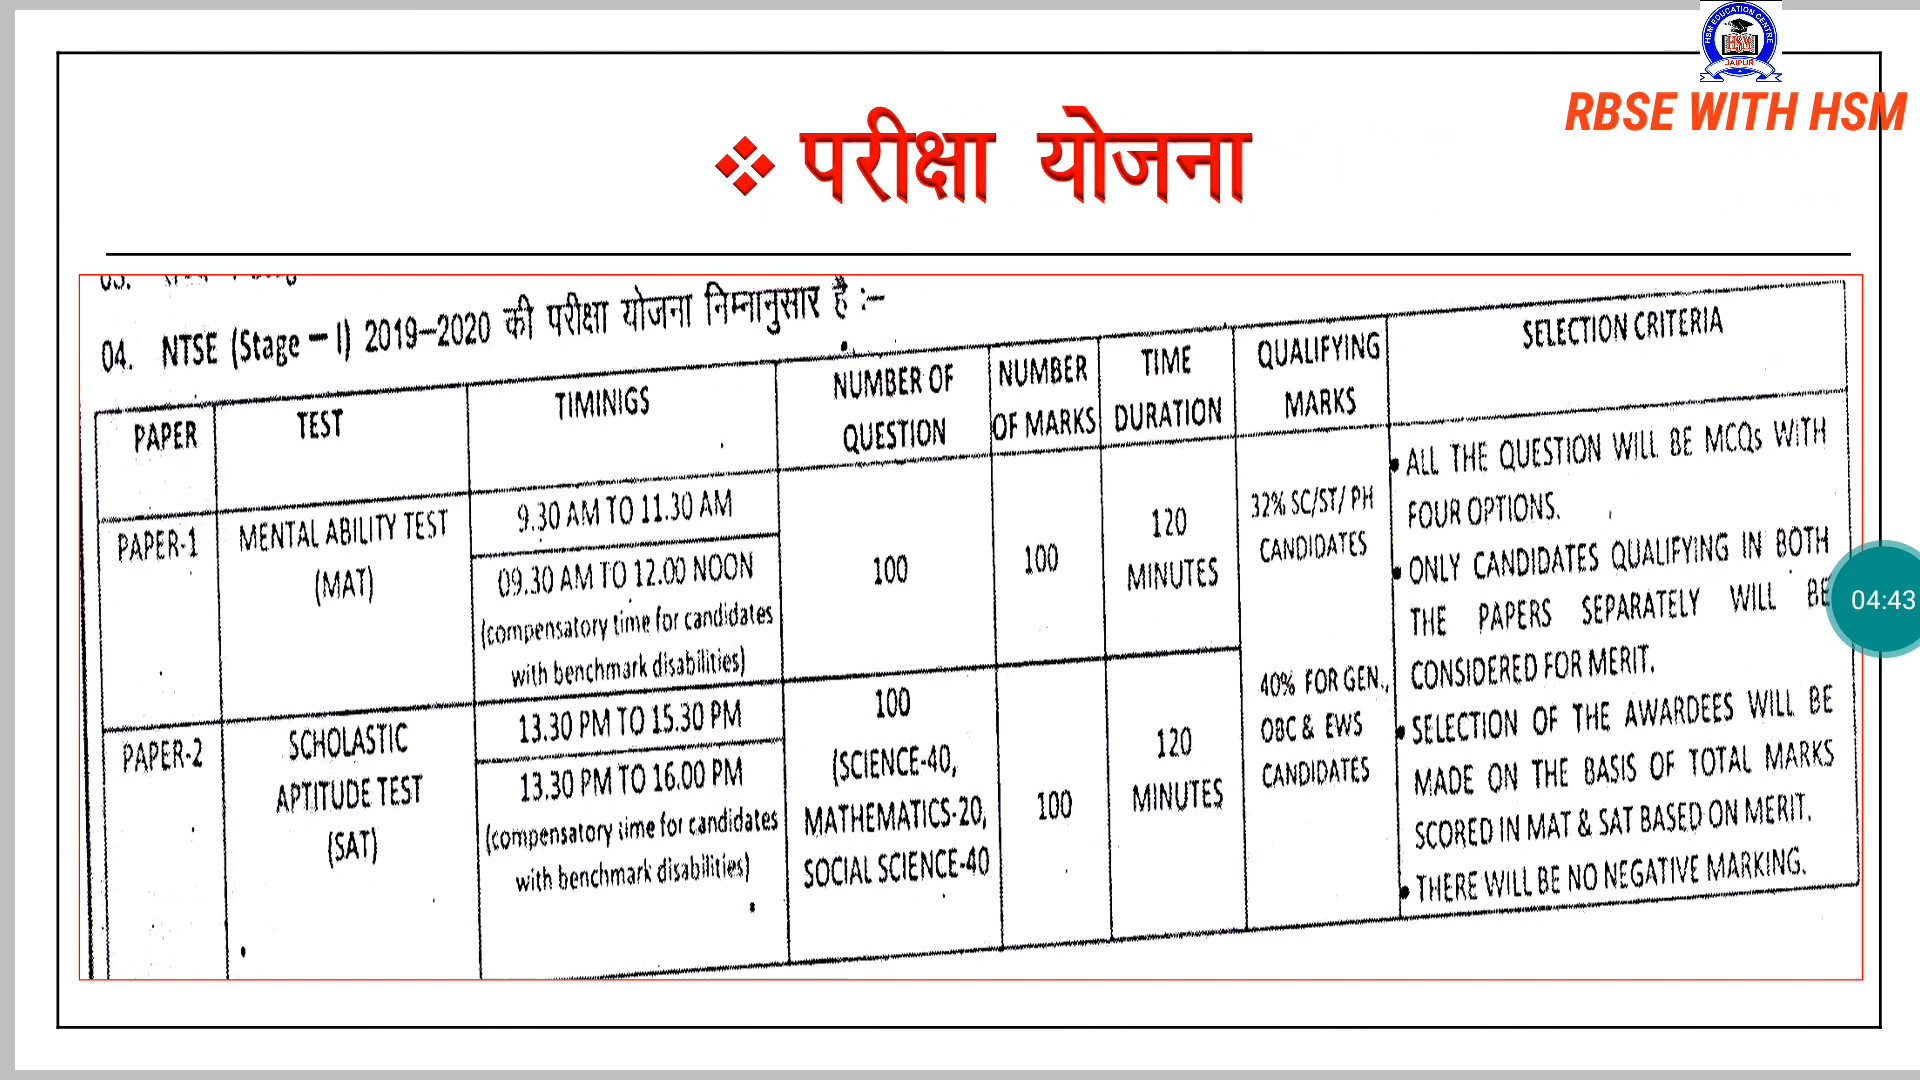 HSM EDUCATION CENTRE
HSM
JAIPUR
RBSE WITH HSM
परीक्षा योजना
03.
04. NTSE (Stage – I) 2019–2020 की परीक्षा योजना निम्नानुसार है :–
PAPER
TEST
TIMINIGS
NUMBER OF
QUESTION
NUMBER
OF MARKS
TIME
DURATION
QUALIFYING
MARKS
SELECTION CRITERIA
PAPER-1
MENTAL ABILITY TEST
(MAT)
9.30 AM TO 11.30 AM
09.30 AM TO 12.00 NOON
(compensatory time for candidates
with benchmark disabilities)
100
100
120
MINUTES
32% SC/ST/ PH
CANDIDATES
PAPER-2
SCHOLASTIC
APTITUDE TEST
(SAT)
13.30 PM TO 15.30 PM
13.30 PM TO 16.00 PM
(compensatory time for candidates
with benchmark disabilities)
100
(SCIENCE-40,
MATHEMATICS-20,
SOCIAL SCIENCE-40
100
120
MINUTES
40% FOR GEN.,
OBC & EWS
CANDIDATES
• ALL THE QUESTION WILL BE MCQs WITH
FOUR OPTIONS.
• ONLY CANDIDATES QUALIFYING IN BOTH
THE PAPERS SEPARATELY WILL BE
CONSIDERED FOR MERIT.
• SELECTION OF THE AWARDEES WILL BE
MADE ON THE BASIS OF TOTAL MARKS
SCORED IN MAT & SAT BASED ON MERIT.
• THERE WILL BE NO NEGATIVE MARKING.
04:43